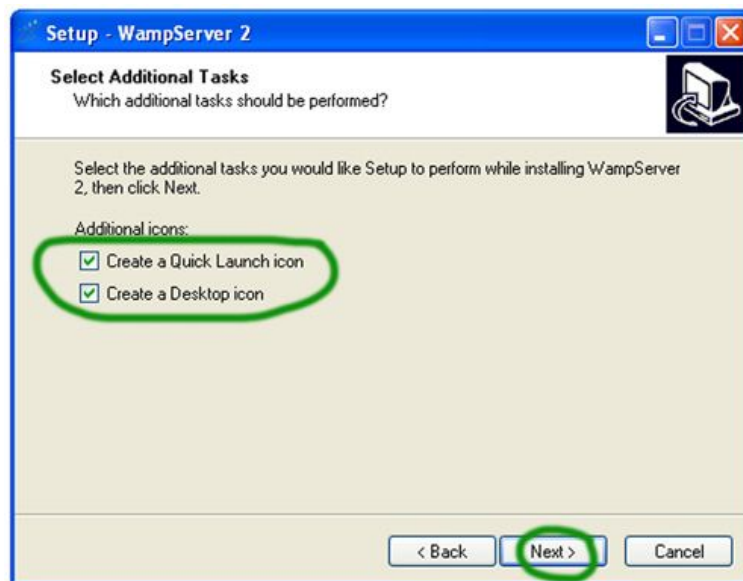 Setup - WampServer 2
Select Additional Tasks
Which additional tasks should be performed?
Select the additional tasks you would like Setup to perform while installing WampServer
2, then click Next.
Additional icons:
Create a Quick Launch icon
Create a Desktop icon
< Back
Next >
Cancel